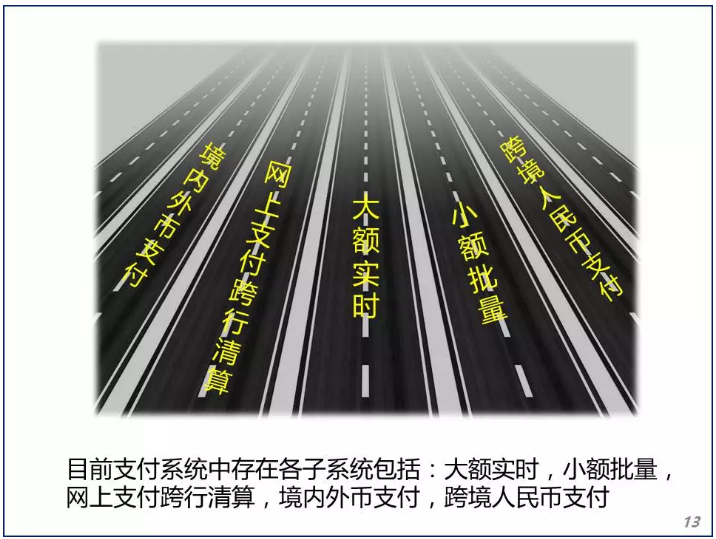 境内外币支付
网上支付跨行清算
大额实时
小额批量
跨境人民币支付
目前支付系统中存在各子系统包括：大额实时，小额批量，
网上支付跨行清算，境内外币支付，跨境人民币支付
13